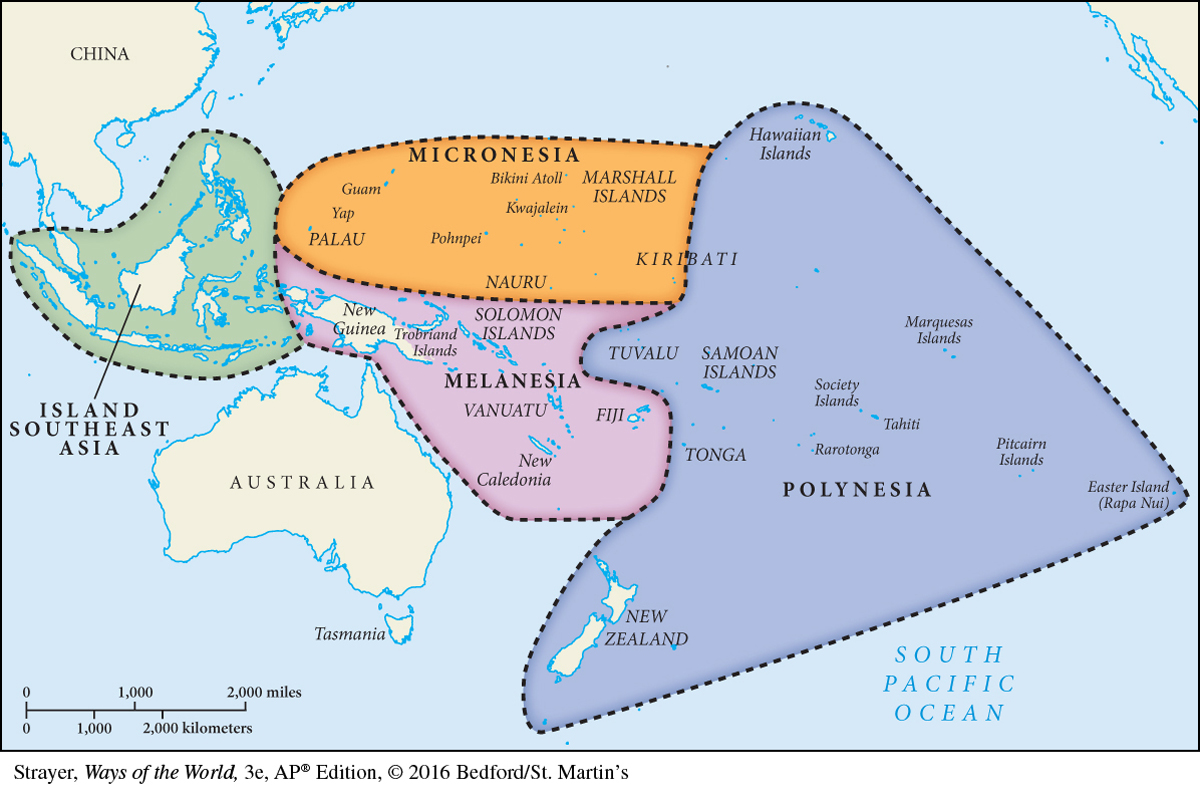 CHINA
Hawaiian
Islands
MICRONESIA
Bikini Atoll
MARSHALL
ISLANDS
Guam
Kwajalein
Yap
PALAU
Pohnpei
KIRIBATI
NAURU
New
Guinea
SOLOMON
ISLANDS
Trobriand
Islands
Marquesas
Islands
TUVALU
SAMOAN
ISLANDS
MELANESIA
Society
Islands
ISLAND
SOUTHEAST
ASIA
VANUATU
FIJI
Tahiti
Rarotonga
TONGA
Pitcairn
Islands
New
Caledonia
AUSTRALIA
POLYNESIA
Easter Island
(Rapa Nui)
NEW
ZEALAND
Tasmania
SOUTH
PACIFIC
OCEAN
0 1,000 2,000 miles
0 1,000 2,000 kilometers
Strayer, Ways of the World, 3e, AP® Edition, © 2016 Bedford/St. Martin’s